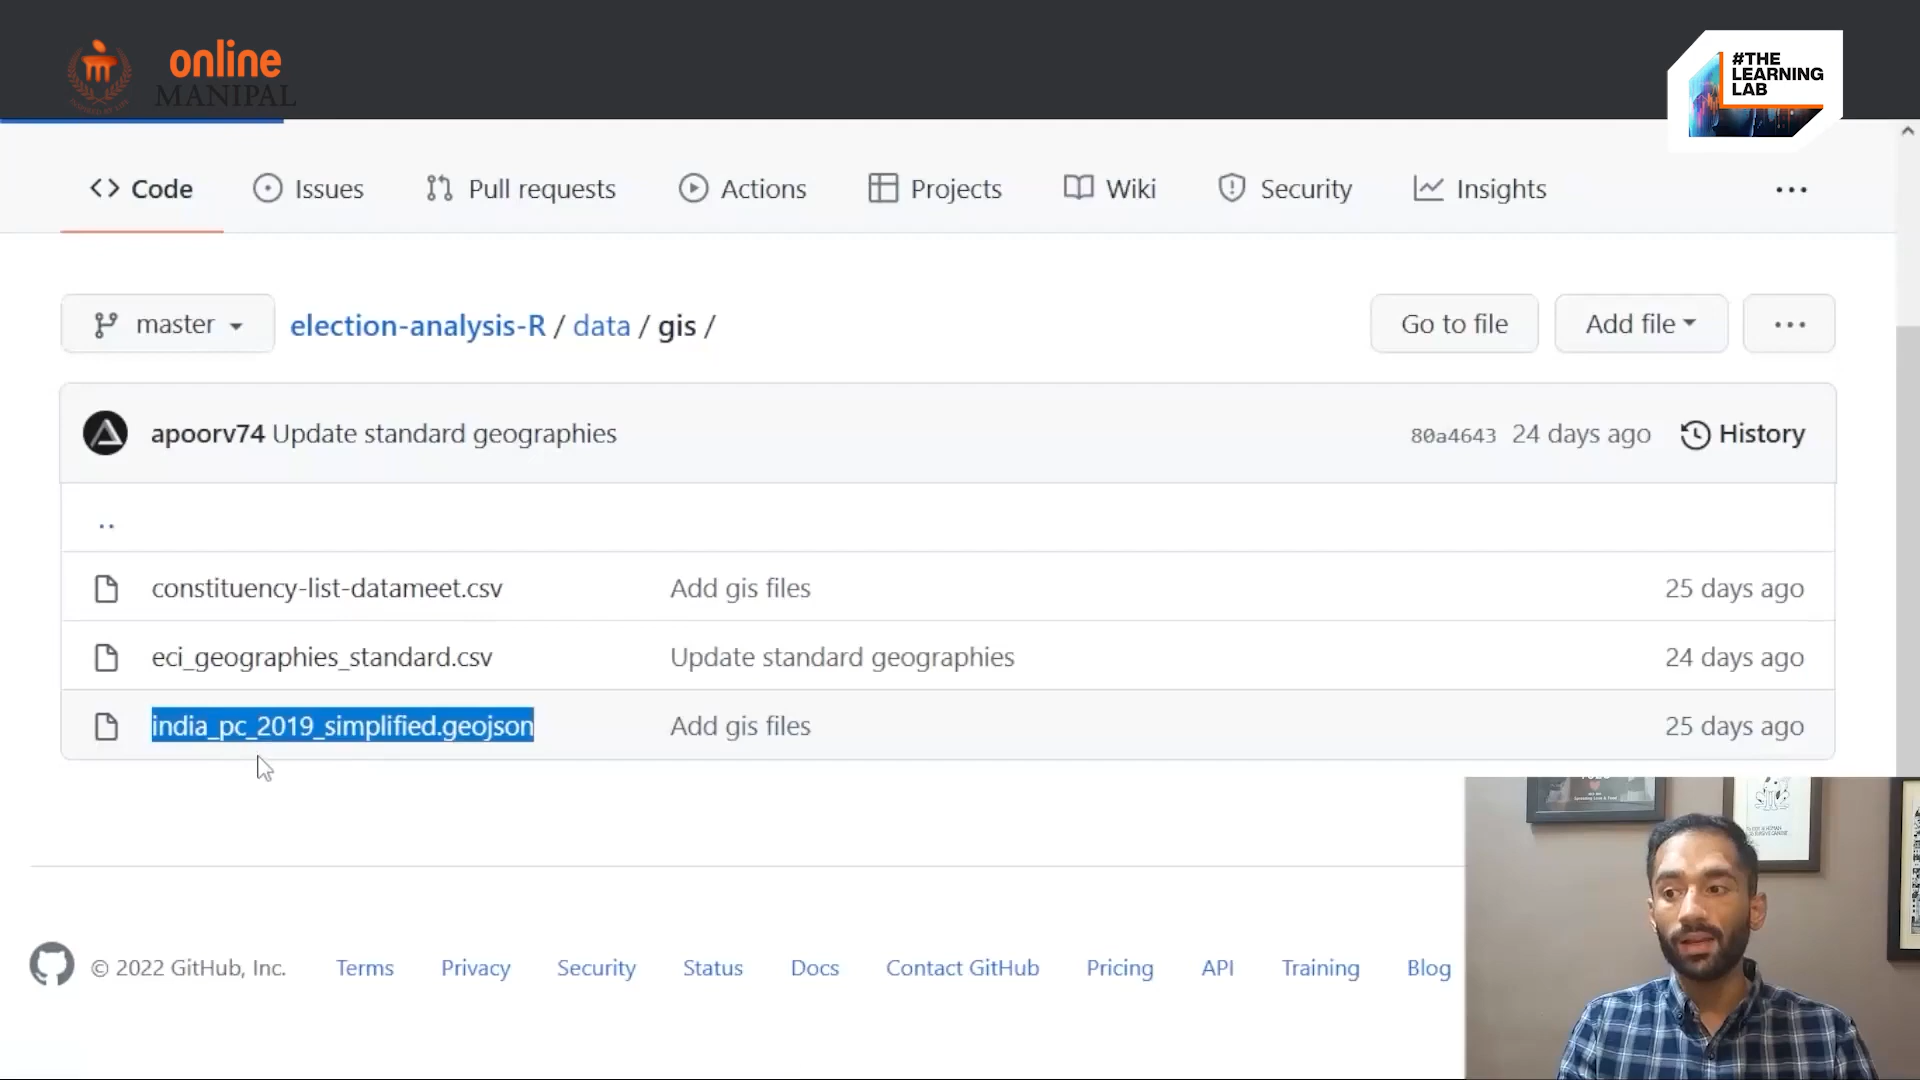 online
MANIPAL
#THE
LEARNING
LAB
Code Issues Pull requests Actions Projects Wiki Security Insights ...
master election-analysis-R / data / gis / Go to file Add file ...
apoorv74 Update standard geographies 80a4643 24 days ago History
..
constituency-list-datameet.csv Add gis files 25 days ago
eci_geographies_standard.csv Update standard geographies 24 days ago
india_pc_2019_simplified.geojson Add gis files 25 days ago
© 2022 GitHub, Inc. Terms Privacy Security Status Docs Contact GitHub Pricing API Training Blog